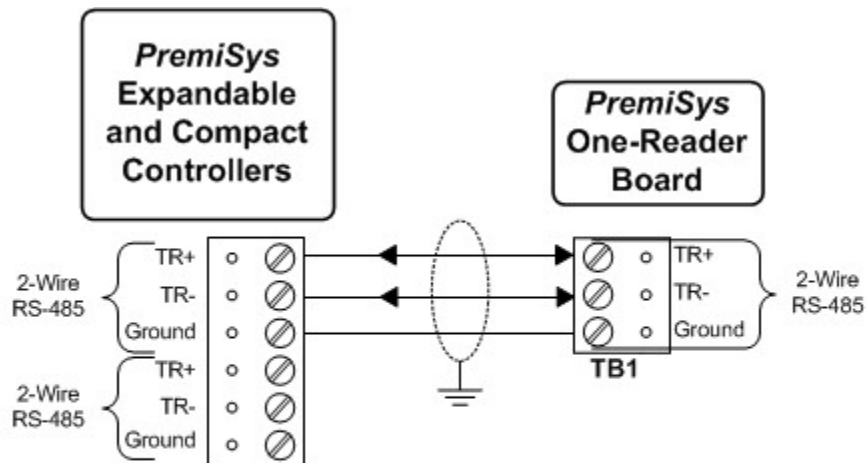 PremiSys
Expandable
and Compact
Controllers
PremiSys
One-Reader
Board
2-Wire
RS-485
TR+
TR-
Ground
2-Wire
RS-485
TR+
TR-
Ground
TR+
TR-
Ground
2-Wire
RS-485
TB1